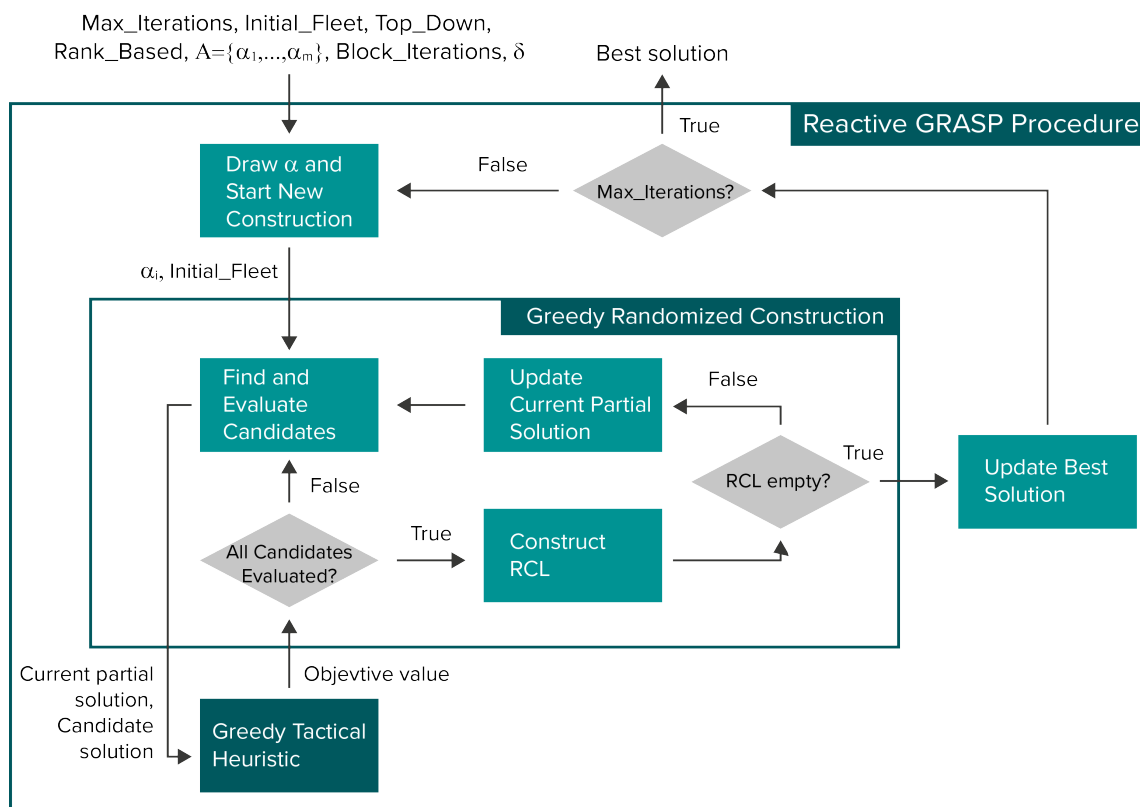 Max_Iterations, Initial_Fleet, Top_Down,
Rank_Based, A={α₁,...,αₘ}, Block_Iterations, δ
Best solution
Reactive GRASP Procedure
True
False
Draw α and
Start New
Construction
Max_Iterations?
αᵢ, Initial_Fleet
Greedy Randomized Construction
Find and
Evaluate
Candidates
Update
Current Partial
Solution
False
RCL empty?
True
Update Best
Solution
False
All Candidates
Evaluated?
True
Construct
RCL
Current partial
solution,
Candidate
solution
Objevtive value
Greedy Tactical
Heuristic